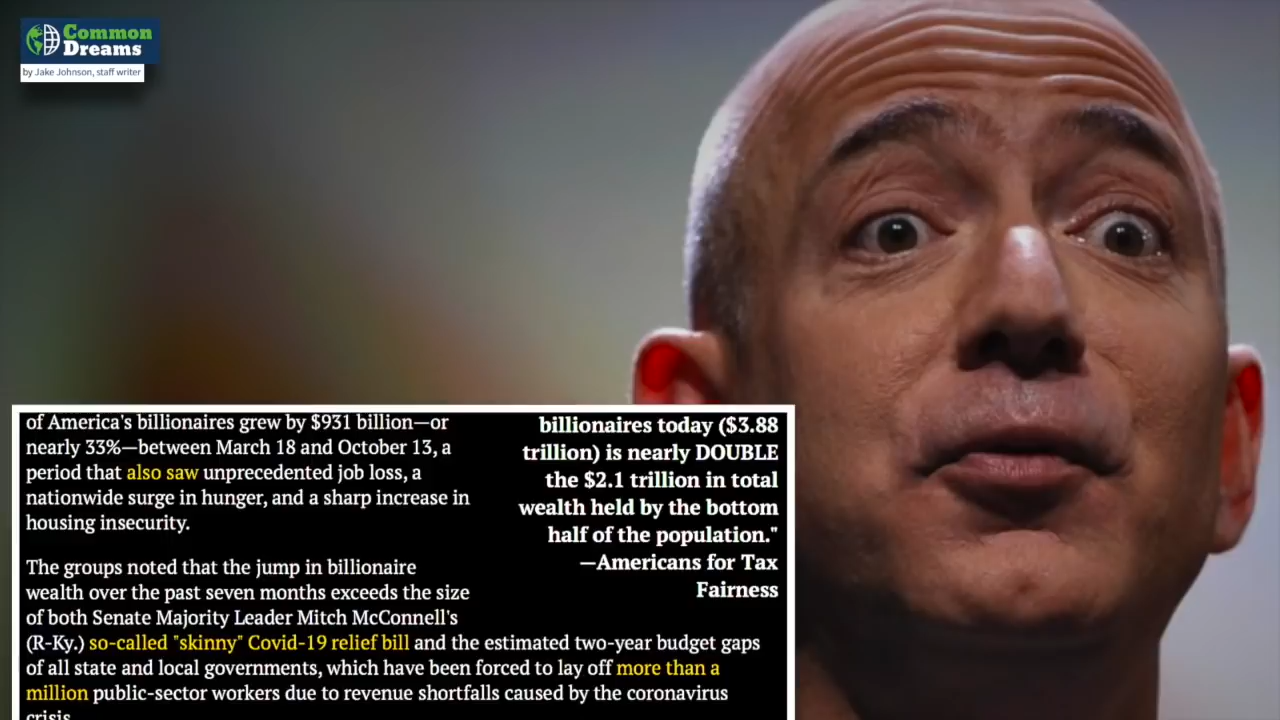 Common
Dreams
by Jake Johnson, staff writer
of America's billionaires grew by $931 billion—or
nearly 33%—between March 18 and October 13, a
period that also saw unprecedented job loss, a
nationwide surge in hunger, and a sharp increase in
housing insecurity.
The groups noted that the jump in billionaire
wealth over the past seven months exceeds the size
of both Senate Majority Leader Mitch McConnell's
(R-Ky.) so-called "skinny" Covid-19 relief bill and the estimated two-year budget gaps
of all state and local governments, which have been forced to lay off more than a
million public-sector workers due to revenue shortfalls caused by the coronavirus
crisis.
billionaires today ($3.88
trillion) is nearly DOUBLE
the $2.1 trillion in total
wealth held by the bottom
half of the population."
—Americans for Tax
Fairness